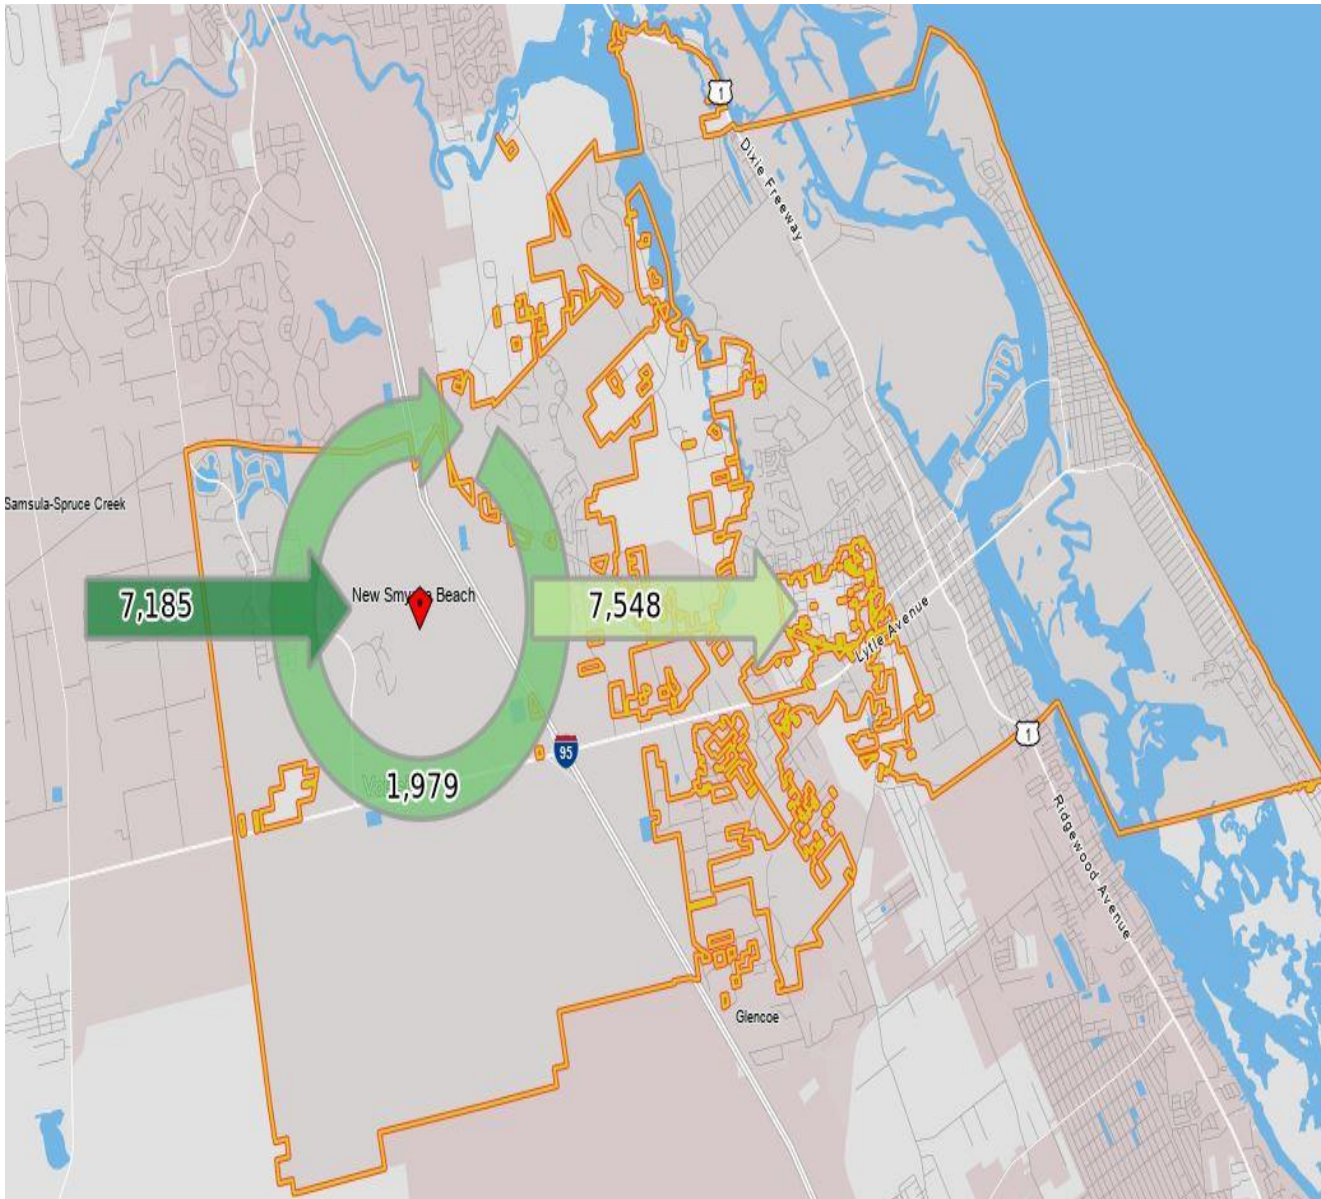 1
Dixie Freeway
Samsula-Spruce Creek
New Smyrna Beach
7,185
7,548
Lytle Avenue
1
95
1,979
Ridgewood Avenue
Glencoe